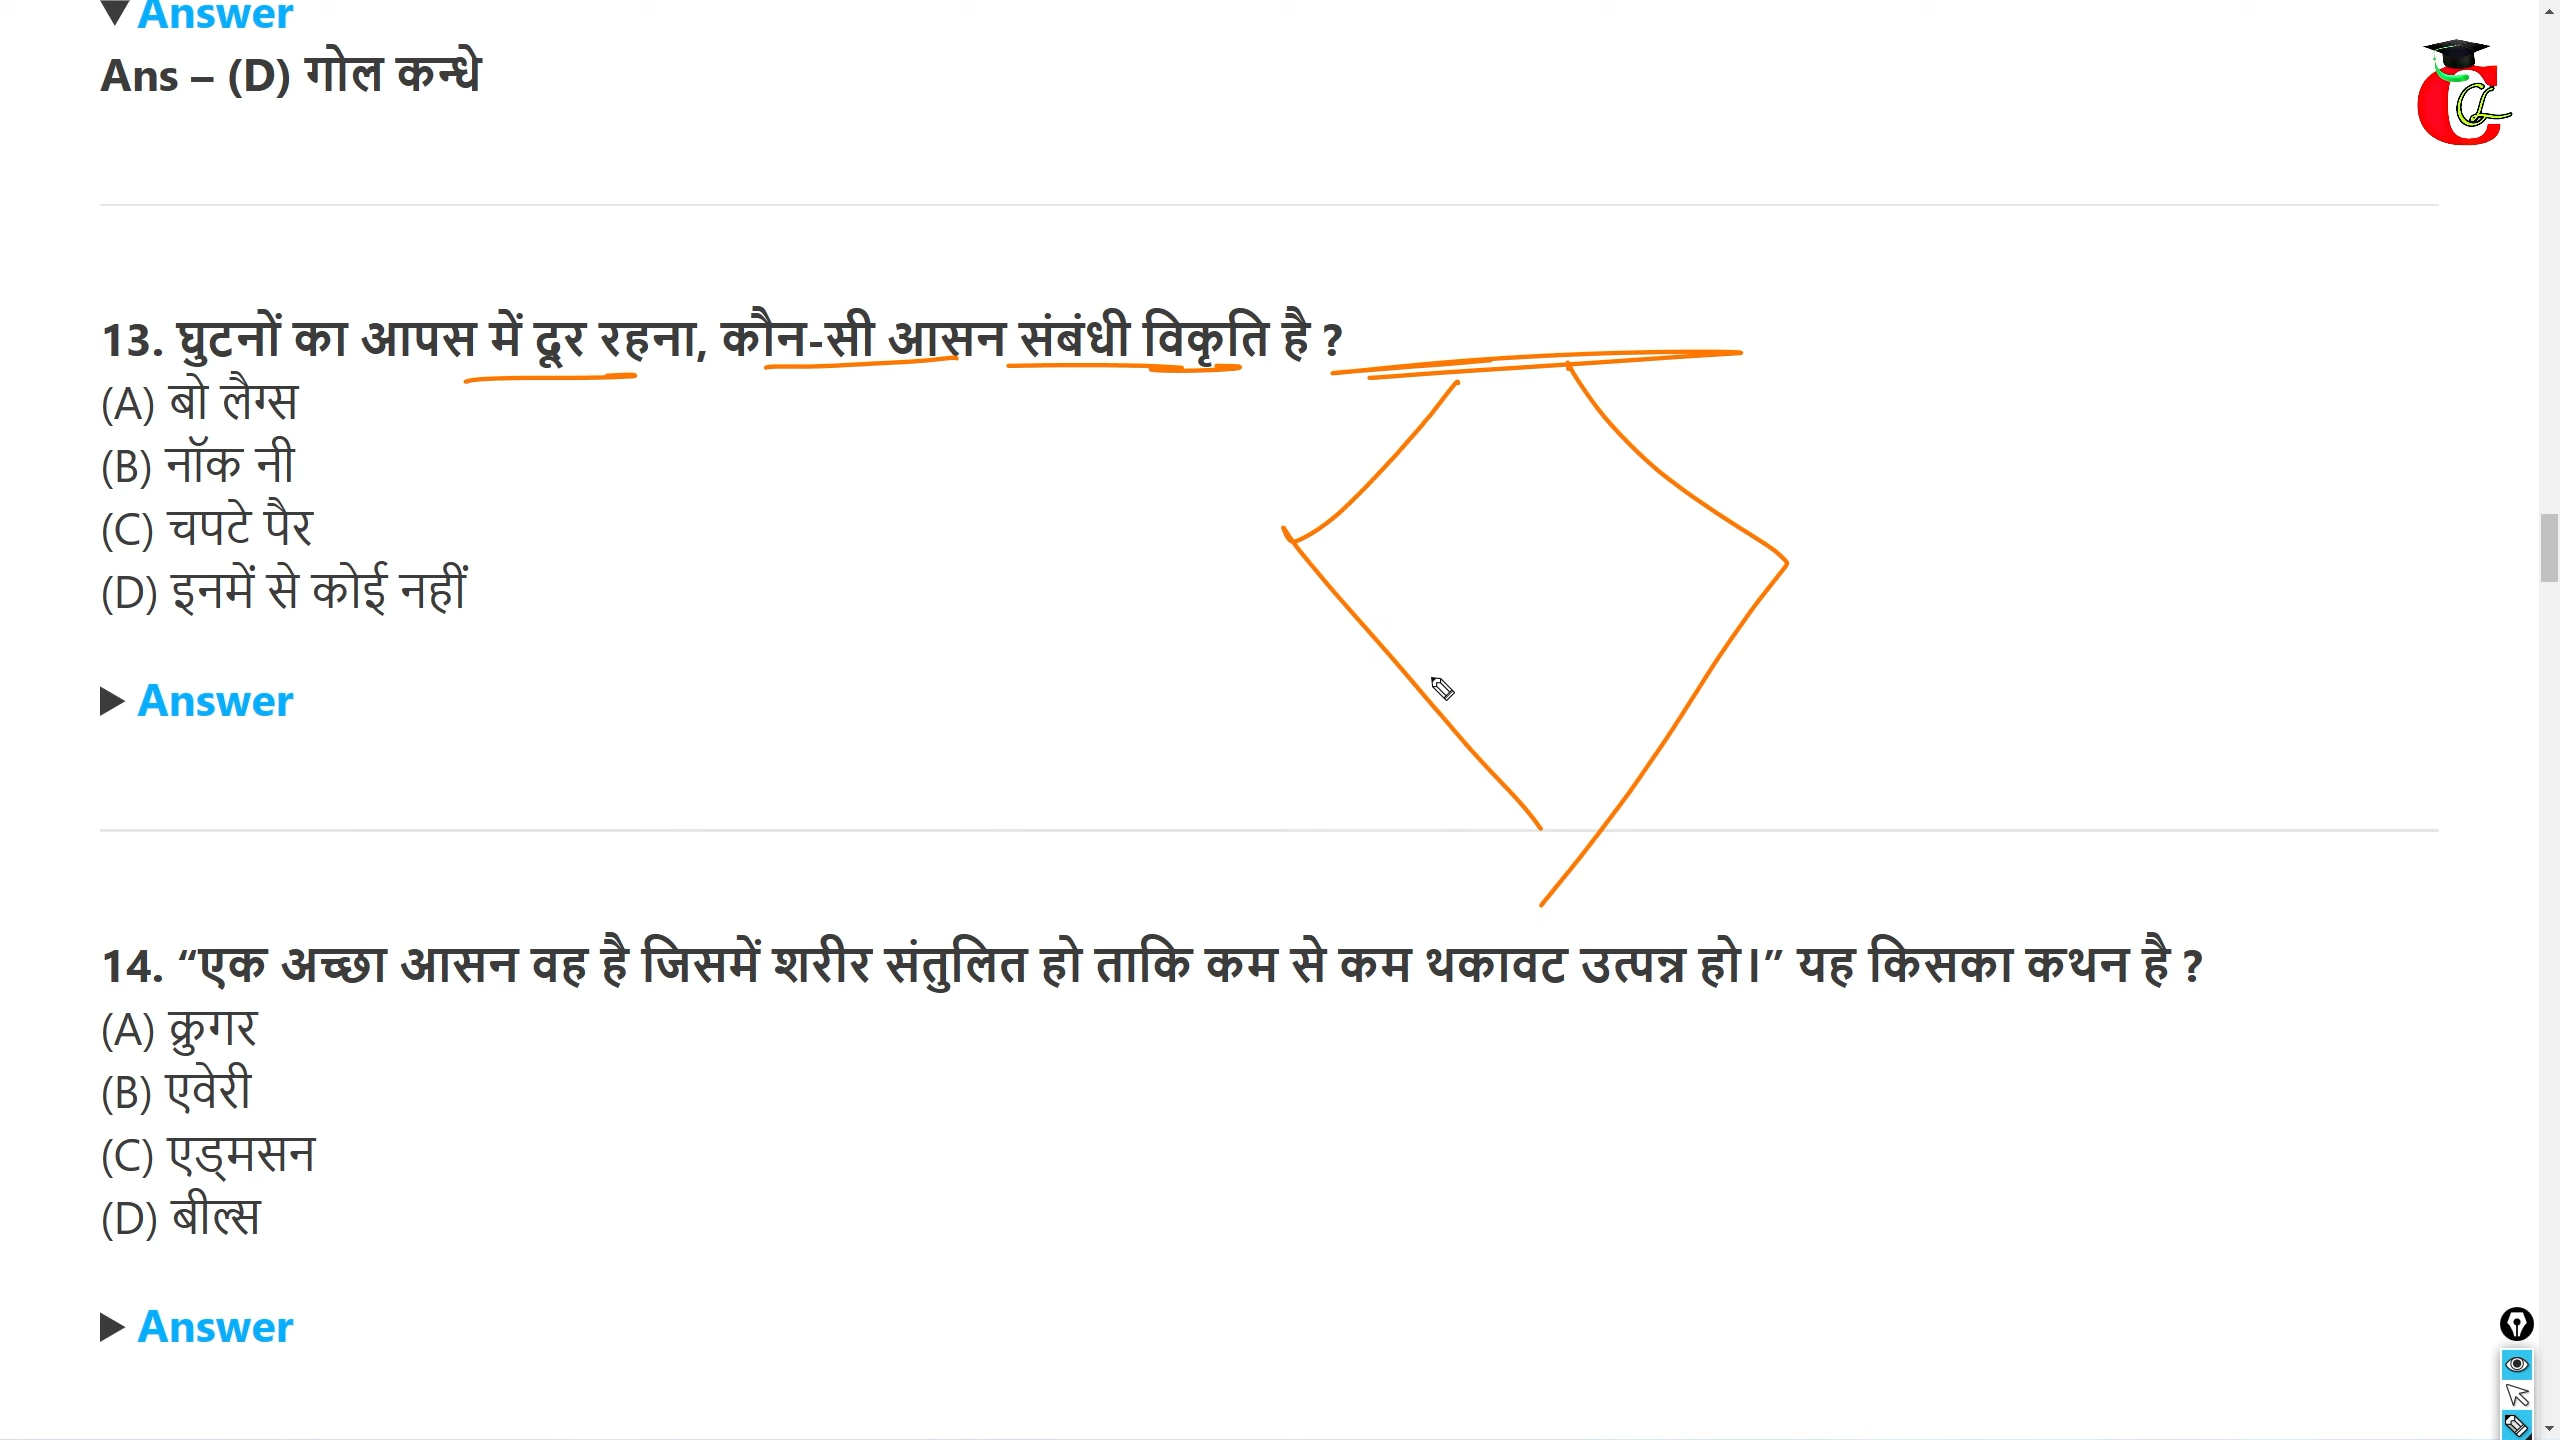 ▼ Answer
Ans – (D) गोल कन्धे
13. घुटनों का आपस में दूर रहना, कौन-सी आसन संबंधी विकृति है ?
(A) बो लैग्स
(B) नॉक नी
(C) चपटे पैर
(D) इनमें से कोई नहीं
▶ Answer
14. “एक अच्छा आसन वह है जिसमें शरीर संतुलित हो ताकि कम से कम थकावट उत्पन्न हो।” यह किसका कथन है ?
(A) क्रुगर
(B) एवेरी
(C) एड्मसन
(D) बील्स
▶ Answer